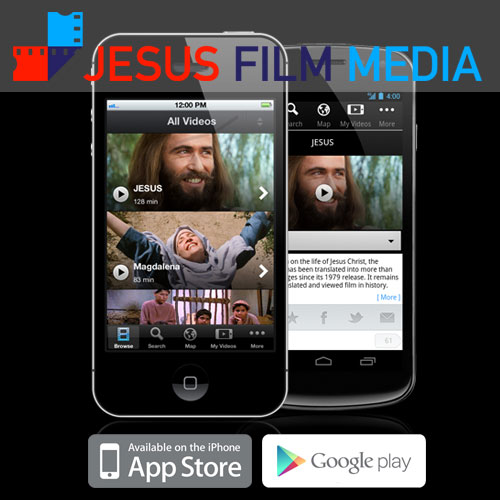 JESUS FILM MEDIA
12:00 PM
All Videos
JESUS
128 min
Magdalena
83 min
Browse
Search
Map
My Videos
More
4:00
Search
Map
My Videos
More
JESUS
on the life of Jesus Christ, the
has been translated into more than
ges since its 1979 release. It remains
slated and viewed film in history.
[ More ]
Available on the iPhone
App Store
Google play